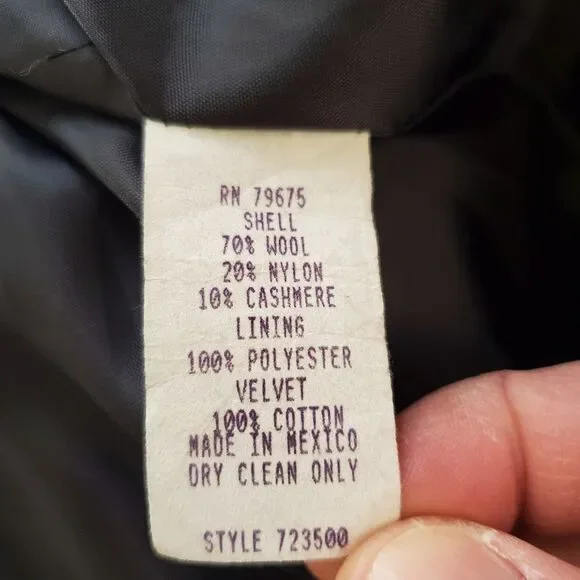 RN 79675
SHELL
70% WOOL
20% NYLON
10% CASHMERE
LINING
100% POLYESTER
VELVET
100% COTTON
MADE IN MEXICO
DRY CLEAN ONLY
STYLE 723500